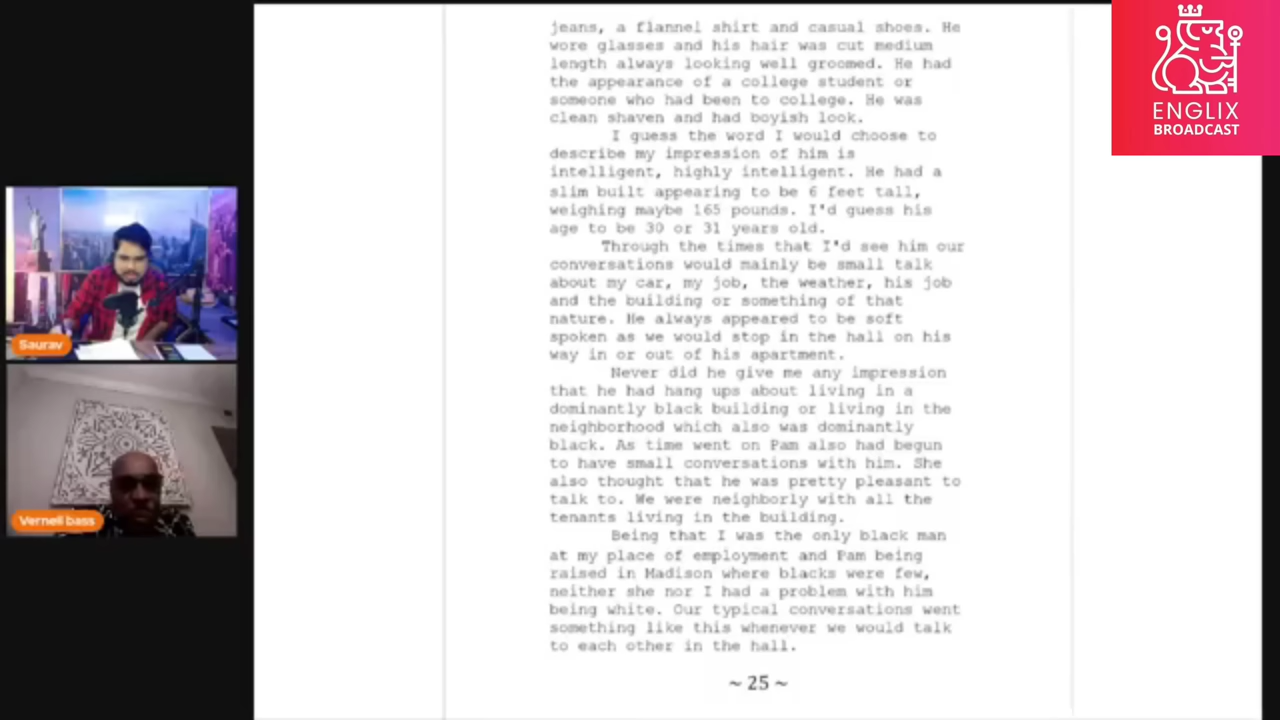 jeans, a flannel shirt and casual shoes. He
wore glasses and his hair was cut medium
length always looking well groomed. He had
the appearance of a college student or
someone who had been to college. He was
clean shaven and had boyish look.
I guess the word I would choose to
describe my impression of him is
intelligent, highly intelligent. He had a
slim built appearing to be 6 feet tall,
weighing maybe 165 pounds. I'd guess his
age to be 30 or 31 years old.
Through the times that I'd see him our
conversations would mainly be small talk
about my car, my job, the weather, his job
and the building or something of that
nature. He always appeared to be soft
spoken as we would stop in the hall on his
way in or out of his apartment.
Never did he give me any impression
that he had hang ups about living in a
dominantly black building or living in the
neighborhood which also was dominantly
black. As time went on Pam also had begun
to have small conversations with him. She
also thought that he was pretty pleasant to
talk to. We were neighborly with all the
tenants living in the building.
Being that I was the only black man
at my place of employment and Pam being
raised in Madison where blacks were few,
neither she nor I had a problem with him
being white. Our typical conversations went
something like this whenever we would talk
to each other in the hall.
~ 25 ~
ENGLIX
BROADCAST
Saurav
Vernell bass